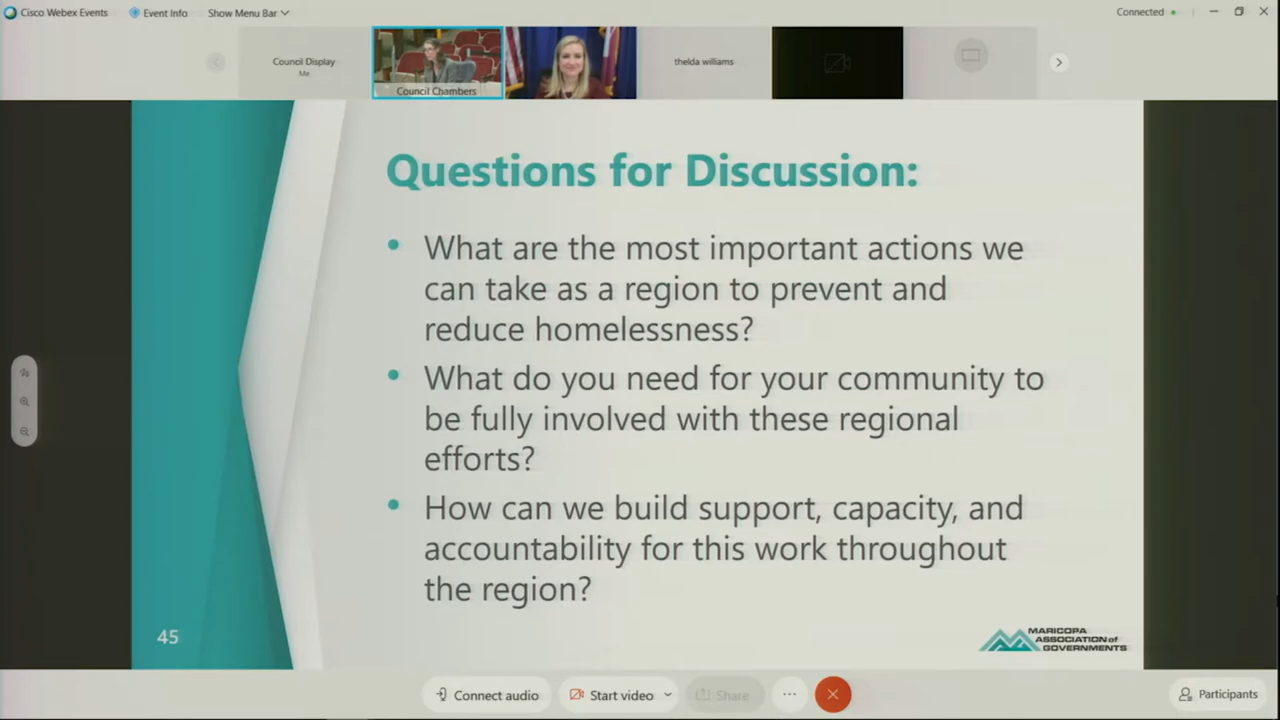 Cisco Webex Events
Event Info
Show Menu Bar
Connected
Council Display
Me
Council Chambers
thelda williams
Questions for Discussion:
• What are the most important actions we
can take as a region to prevent and
reduce homelessness?
• What do you need for your community to
be fully involved with these regional
efforts?
• How can we build support, capacity, and
accountability for this work throughout
the region?
45
MARICOPA
ASSOCIATION of
GOVERNMENTS
Connect audio
Start video
Share
Participants